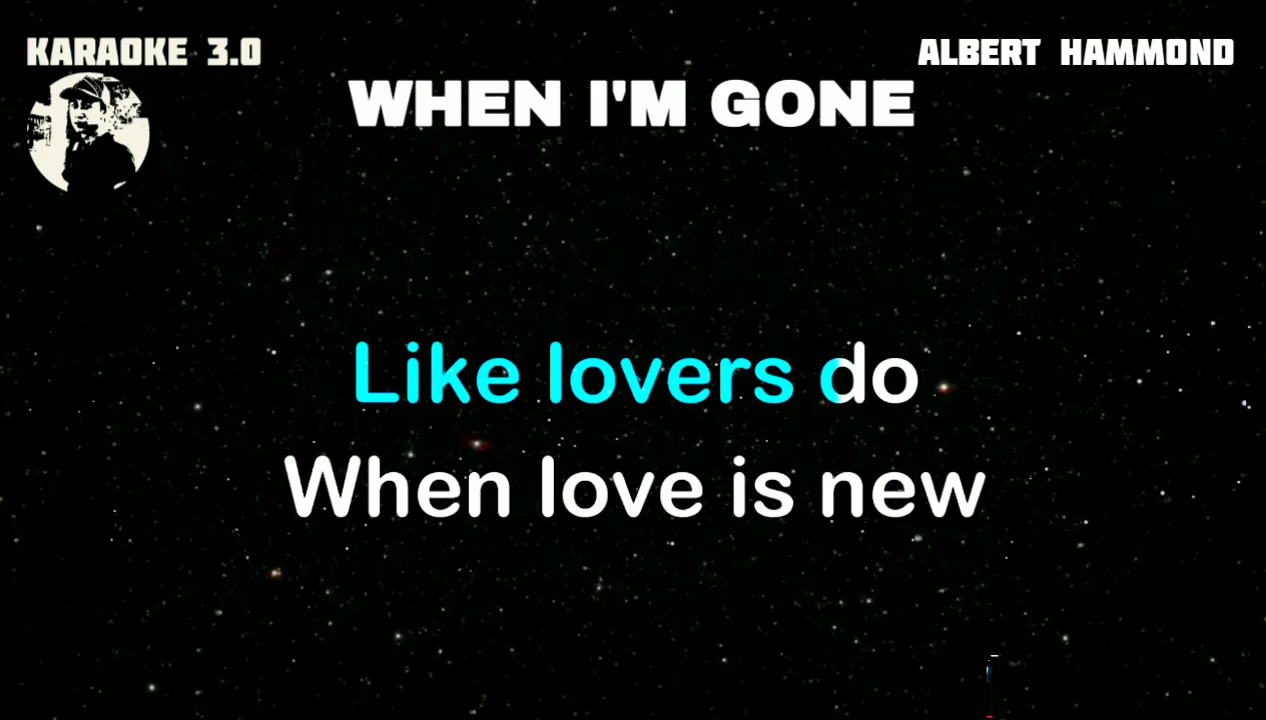 KARAOKE 3.0
ALBERT HAMMOND
WHEN I'M GONE
Like lovers do
When love is new